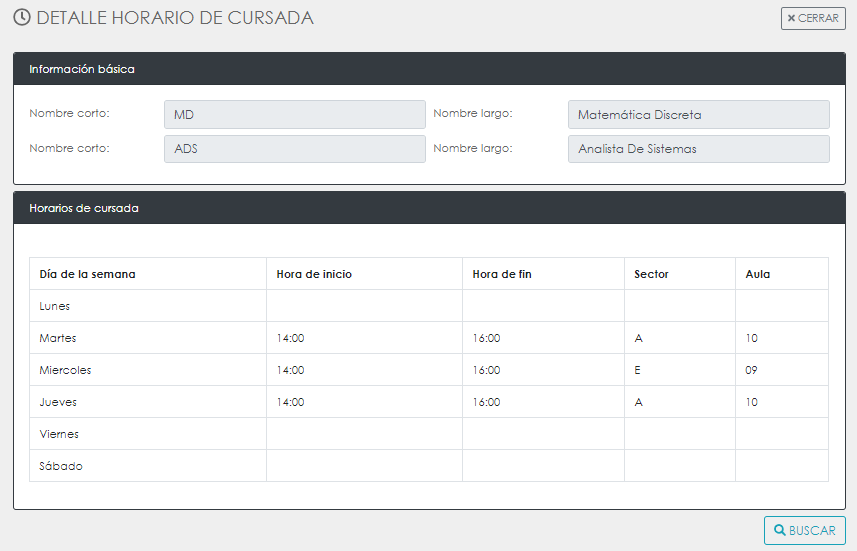 DETALLE HORARIO DE CURSADA
CERRAR
Información básica
Nombre corto: MD Nombre largo: Matemática Discreta
Nombre corto: ADS Nombre largo: Analista De Sistemas
Horarios de cursada
Día de la semana Hora de inicio Hora de fin Sector Aula
Lunes
Martes 14:00 16:00 A 10
Miercoles 14:00 16:00 E 09
Jueves 14:00 16:00 A 10
Viernes
Sábado
BUSCAR